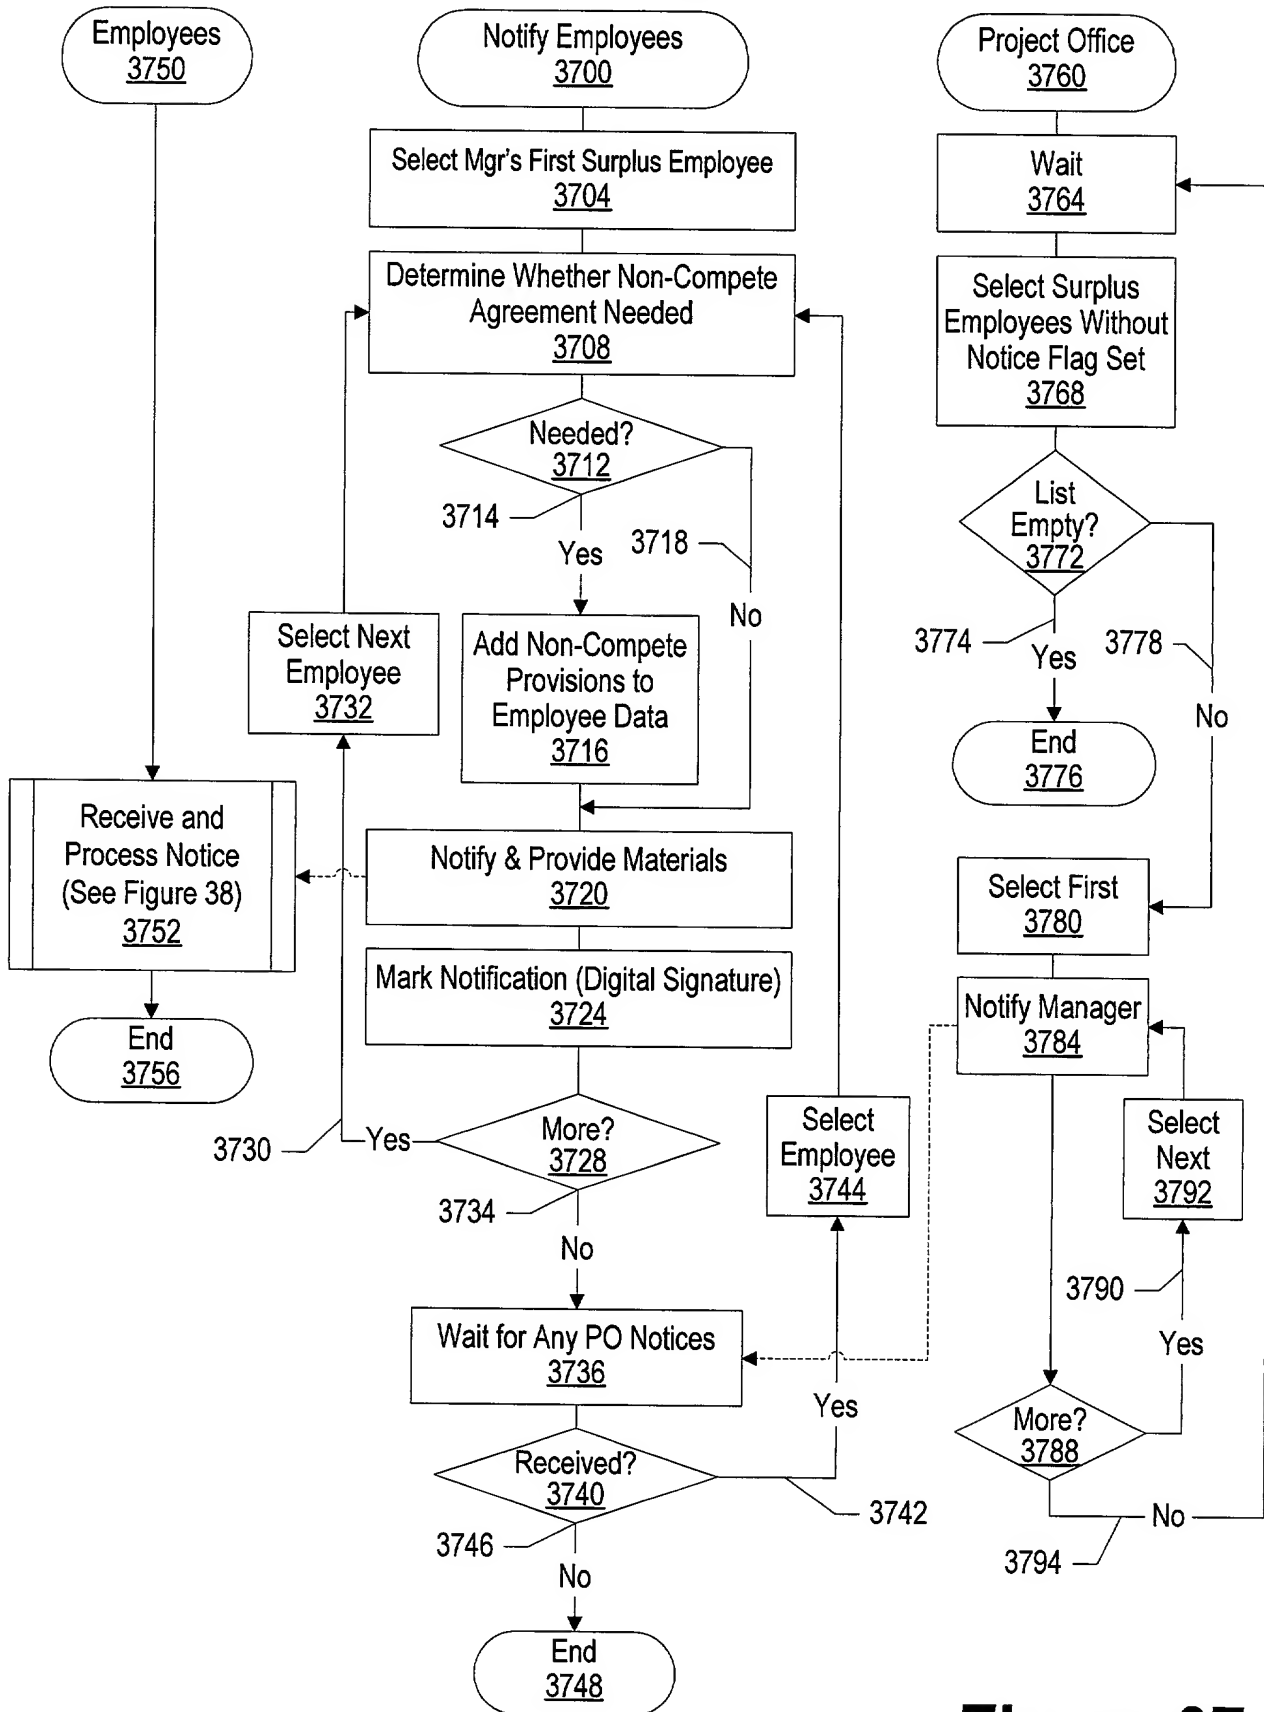 Employees
3750
Receive and
Process Notice
(See Figure 38)
3752
End
3756
Notify Employees
3700
Select Mgr's First Surplus Employee
3704
Determine Whether Non-Compete
Agreement Needed
3708
Needed?
3712
3714
Yes
3718
No
Select Next
Employee
3732
Add Non-Compete
Provisions to
Employee Data
3716
Notify & Provide Materials
3720
Mark Notification (Digital Signature)
3724
More?
3728
3730
Yes
3734
No
Select
Employee
3744
Wait for Any PO Notices
3736
Yes
Received?
3740
3742
3746
No
End
3748
Project Office
3760
Wait
3764
Select Surplus
Employees Without
Notice Flag Set
3768
List
Empty?
3772
3774
Yes
3778
No
End
3776
Select First
3780
Notify Manager
3784
Select
Next
3792
3790
Yes
More?
3788
No
3794